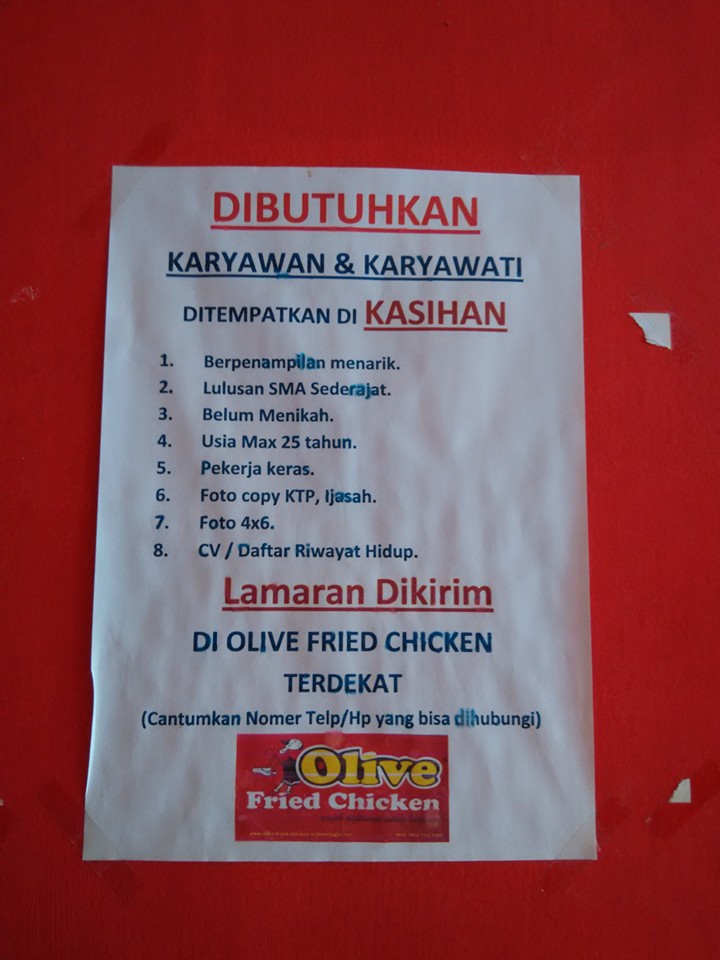 DIBUTUHKAN
KARYAWAN & KARYAWATI
DITEMPATKAN DI KASIHAN
1. Berpenampilan menarik.
2. Lulusan SMA Sederajat.
3. Belum Menikah.
4. Usia Max 25 tahun.
5. Pekerja keras.
6. Foto copy KTP, Ijasah.
7. Foto 4x6.
8. CV / Daftar Riwayat Hidup.
Lamaran Dikirim
DI OLIVE FRIED CHICKEN
TERDEKAT
(Cantumkan Nomer Telp/Hp yang bisa dihubungi)
Olive
Fried Chicken